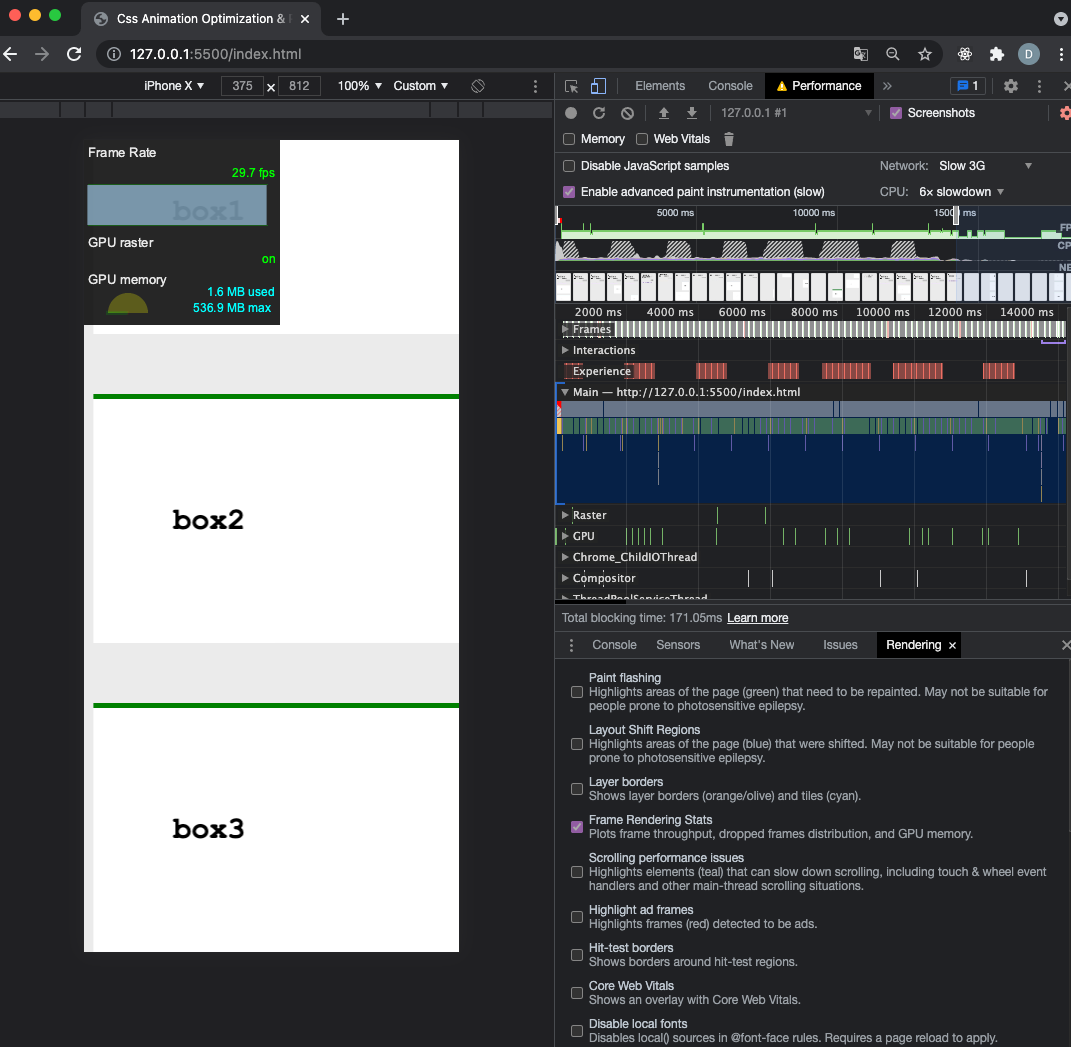 Css Animation Optimization &
127.0.0.1:5500/index.html
D
iPhone X ▼ 375 × 812 100% ▼ Custom ▼
Elements Console Performance » 1
127.0.0.1 #1 Screenshots
Memory Web Vitals
Disable JavaScript samples Network: Slow 3G
Enable advanced paint instrumentation (slow) CPU: 6× slowdown
5000 ms 10000 ms ms
2000 ms 4000 ms 6000 ms 8000 ms 10000 ms 12000 ms 14000 ms
Frames
Interactions
Experience
Main — http://127.0.0.1:5500/index.html
Raster
GPU
Chrome_ChildIOThread
Compositor
ThreadPoolServiceThread
Total blocking time: 171.05ms Learn more
Console Sensors What's New Issues Rendering ×
Paint flashing
Highlights areas of the page (green) that need to be repainted. May not be suitable for
people prone to photosensitive epilepsy.
Layout Shift Regions
Highlights areas of the page (blue) that were shifted. May not be suitable for people
prone to photosensitive epilepsy.
Layer borders
Shows layer borders (orange/olive) and tiles (cyan).
Frame Rendering Stats
Plots frame throughput, dropped frames distribution, and GPU memory.
Scrolling performance issues
Highlights elements (teal) that can slow down scrolling, including touch & wheel event
handlers and other main-thread scrolling situations.
Highlight ad frames
Highlights frames (red) detected to be ads.
Hit-test borders
Shows borders around hit-test regions.
Core Web Vitals
Shows an overlay with Core Web Vitals.
Disable local fonts
Disables local() sources in @font-face rules. Requires a page reload to apply.
Frame Rate
29.7 fps
box1
GPU raster
on
GPU memory
1.6 MB used
536.9 MB max
box2
box3